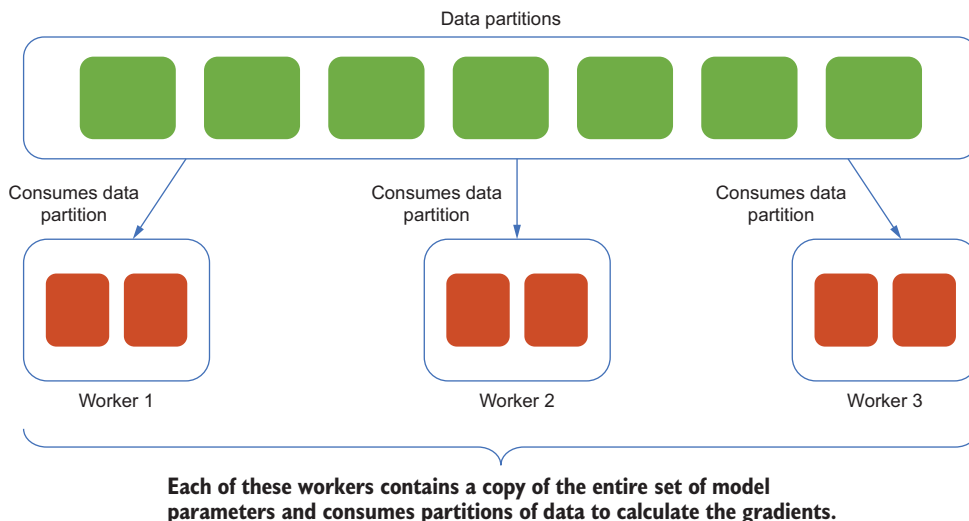 Data partitions
Consumes data
partition
Consumes data
partition
Consumes data
partition
Worker 1
Worker 2
Worker 3
Each of these workers contains a copy of the entire set of model
parameters and consumes partitions of data to calculate the gradients.